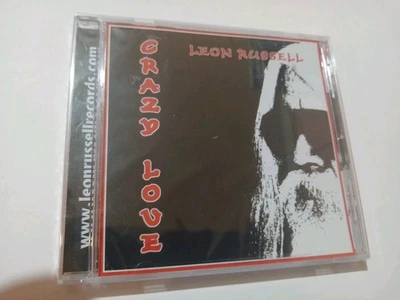 www.leonrussellrecords.com
CRAZY LOVE
LEON RUSSELL